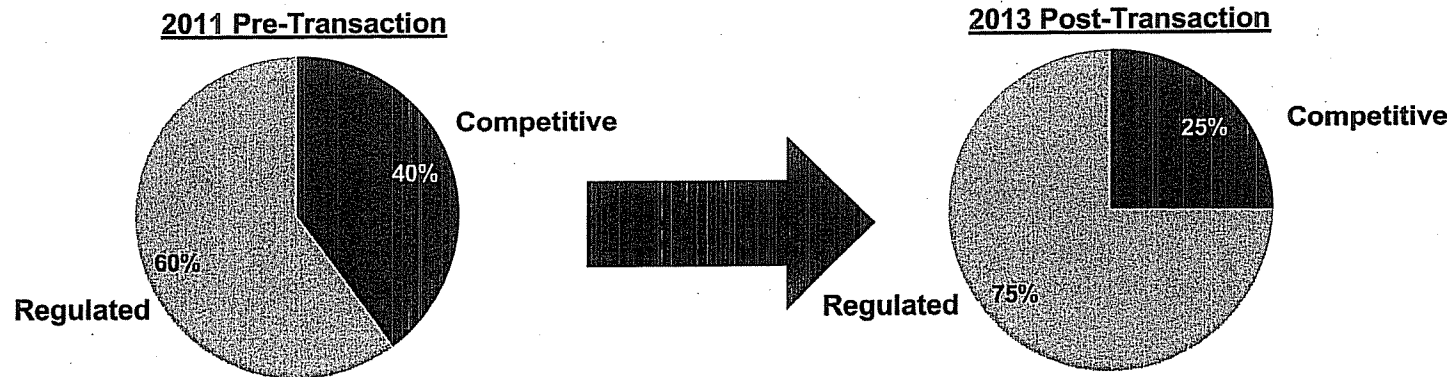 2011 Pre-Transaction
Competitive
40%
60%
Regulated
2013 Post-Transaction
Competitive
25%
Regulated
75%